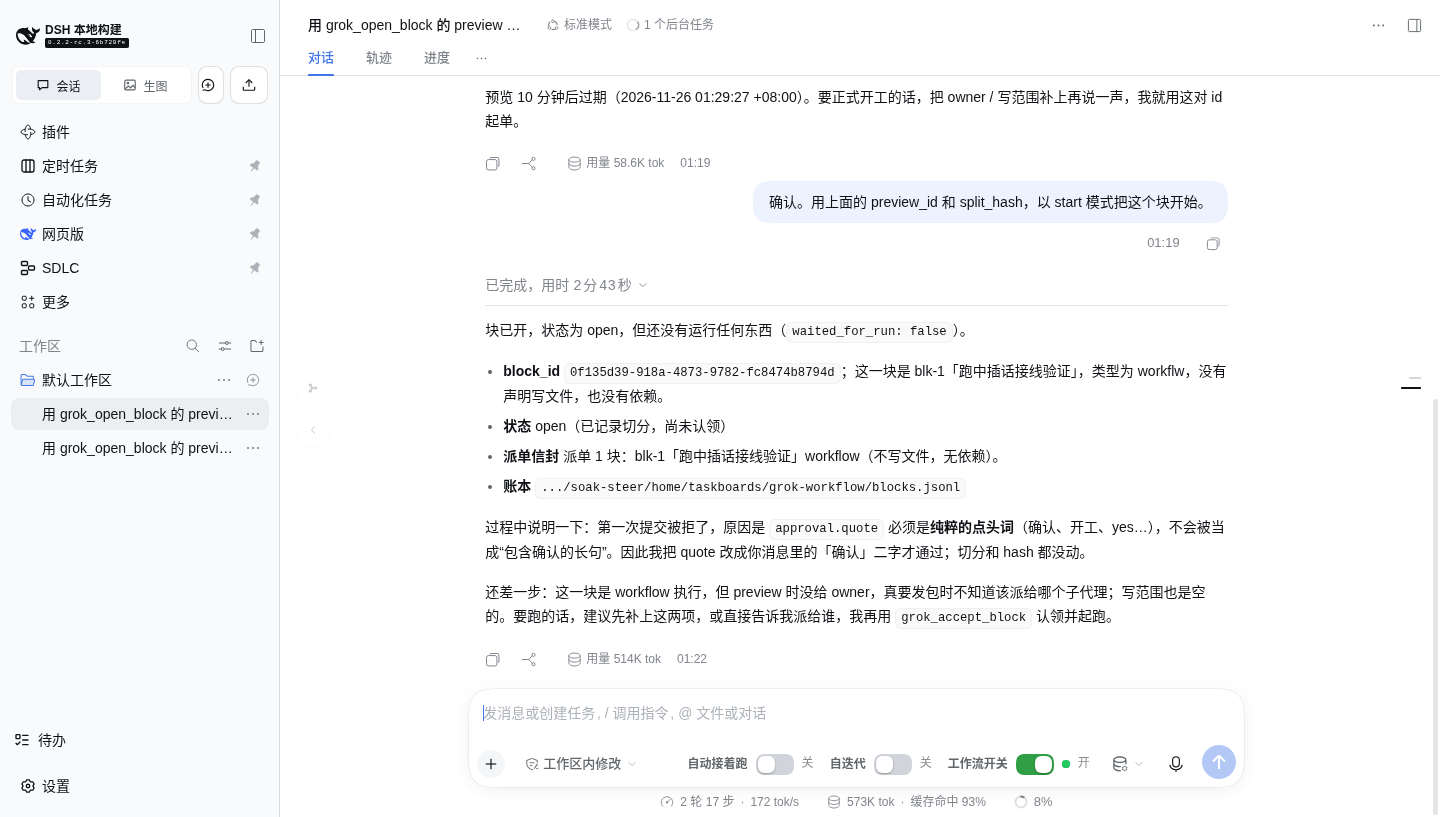 DSH 本地构建
0.2.2-rc.3-6b729fe
会话
生图
插件
定时任务
自动化任务
网页版
SDLC
更多
工作区
默认工作区
用 grok_open_block 的 previ…
用 grok_open_block 的 previ…
待办
设置
用 grok_open_block 的 preview …
标准模式
1 个后台任务
对话
轨迹
进度
预览 10 分钟后过期（2026-11-26 01:29:27 +08:00）。要正式开工的话，把 owner / 写范围补上再说一声，我就用这对 id
起单。
用量 58.6K tok 01:19
确认。用上面的 preview_id 和 split_hash，以 start 模式把这个块开始。
01:19
已完成，用时 2分43秒
块已开，状态为 open，但还没有运行任何东西（ waited_for_run: false ）。
• block_id 0f135d39-918a-4873-9782-fc8474b8794d ；这一块是 blk-1「跑中插话接线验证」，类型为 workflw，没有
声明写文件，也没有依赖。
• 状态 open（已记录切分，尚未认领）
• 派单信封 派单 1 块：blk-1「跑中插话接线验证」workflow（不写文件，无依赖）。
• 账本 .../soak-steer/home/taskboards/grok-workflow/blocks.jsonl
过程中说明一下：第一次提交被拒了，原因是 approval.quote 必须是纯粹的点头词（确认、开工、yes…），不会被当
成“包含确认的长句”。因此我把 quote 改成你消息里的「确认」二字才通过；切分和 hash 都没动。
还差一步：这一块是 workflow 执行，但 preview 时没给 owner，真要发包时不知道该派给哪个子代理；写范围也是空
的。要跑的话，建议先补上这两项，或直接告诉我派给谁，我再用 grok_accept_block 认领并起跑。
用量 514K tok 01:22
发消息或创建任务, / 调用指令, @ 文件或对话
工作区内修改
自动接着跑 关
自迭代 关
工作流开关 开
2 轮 17 步 · 172 tok/s
573K tok · 缓存命中 93%
8%